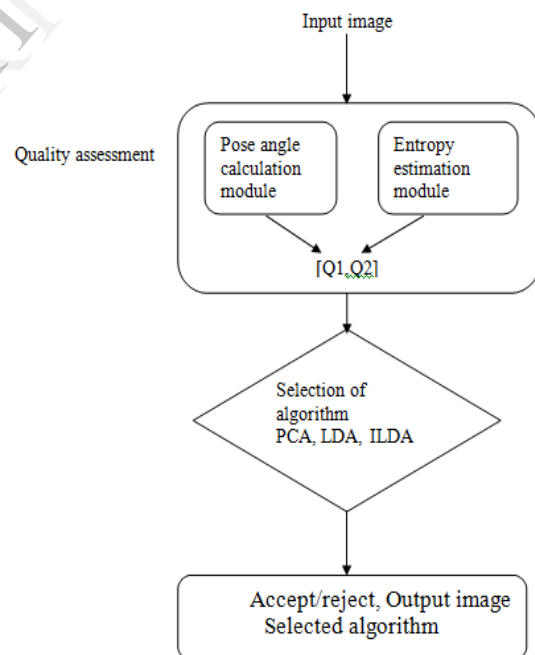 Input image
Quality assessment
Pose angle
calculation
module
Entropy
estimation
module
[Q1,Q2]
Selection of
algorithm
PCA, LDA, ILDA
Accept/reject, Output image
Selected algorithm